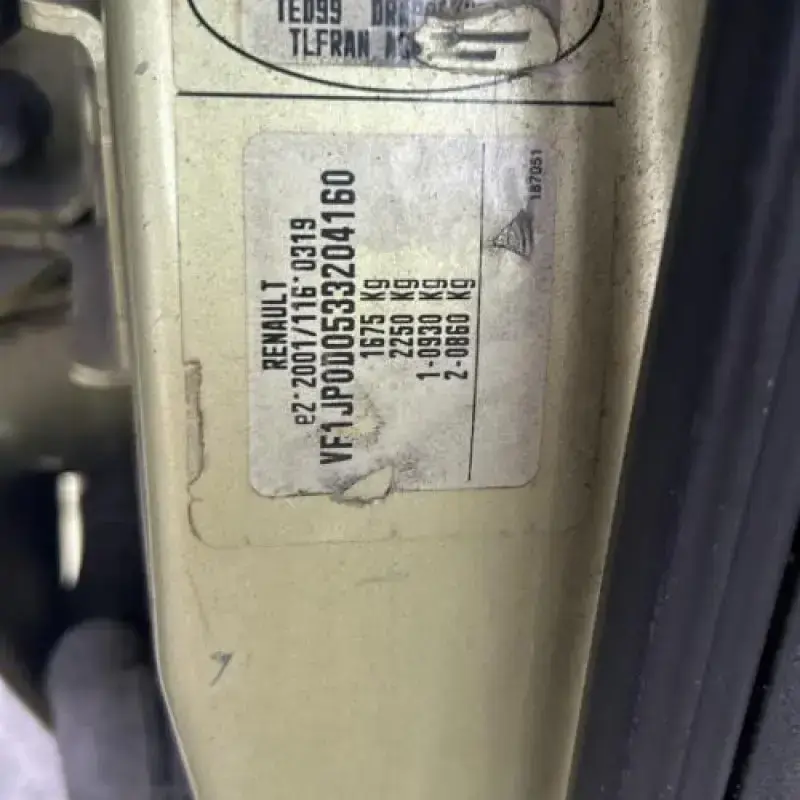 TED99
TLFRAN
RENAULT
e2*2001/116*0319
VF1JP0D0533204160
1675 Kg
2250 Kg
1-0930 Kg
2-0860 Kg
187051